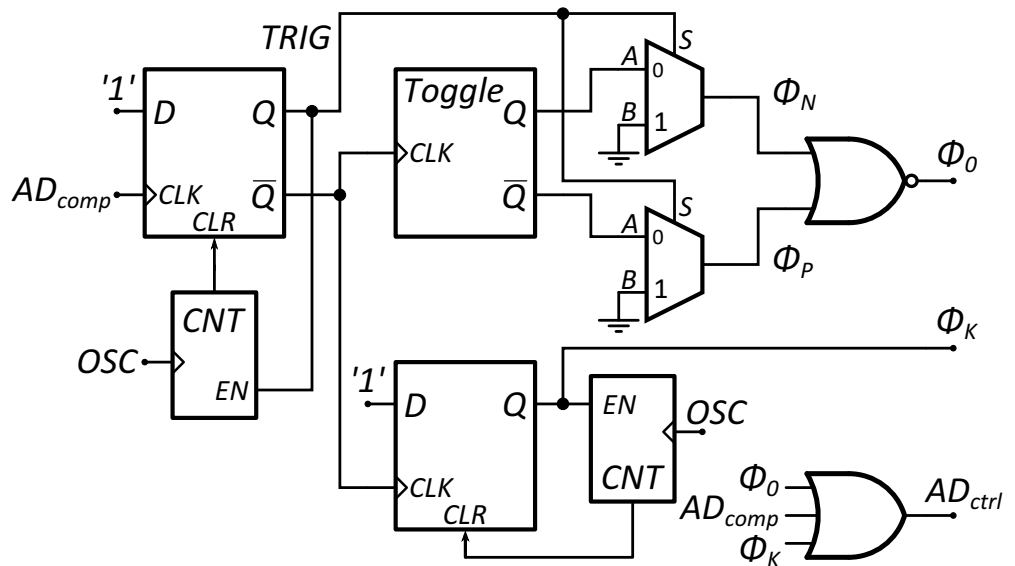 TRIG
'1'
D
Q
AD_comp
CLK
Q̅
CLR
CNT
OSC
EN
Toggle
Q
CLK
Q̅
A
S
0
B
1
A
S
0
B
1
Φ_N
Φ_P
Φ_0
Φ_K
'1'
D
Q
CLK
CLR
EN
CNT
OSC
Φ_0
AD_comp
Φ_K
AD_ctrl